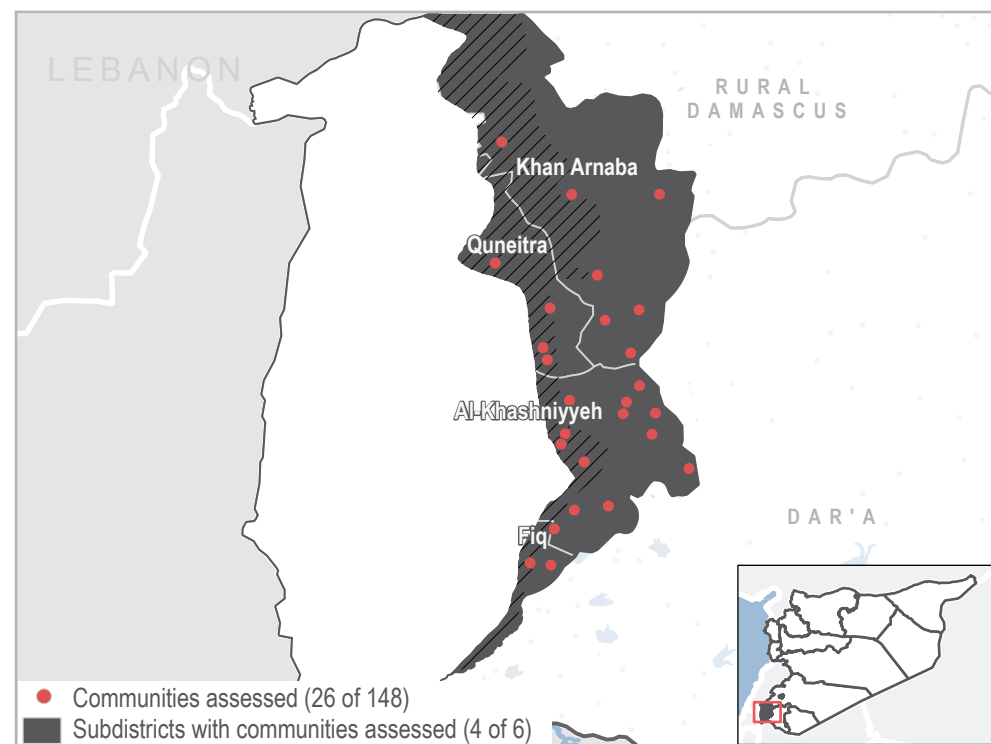 LEBANON
RURAL
DAMASCUS
Khan Arnaba
Quneitra
Al-Khashniyyeh
DAR'A
Fiq
Communities assessed (26 of 148)
Subdistricts with communities assessed (4 of 6)